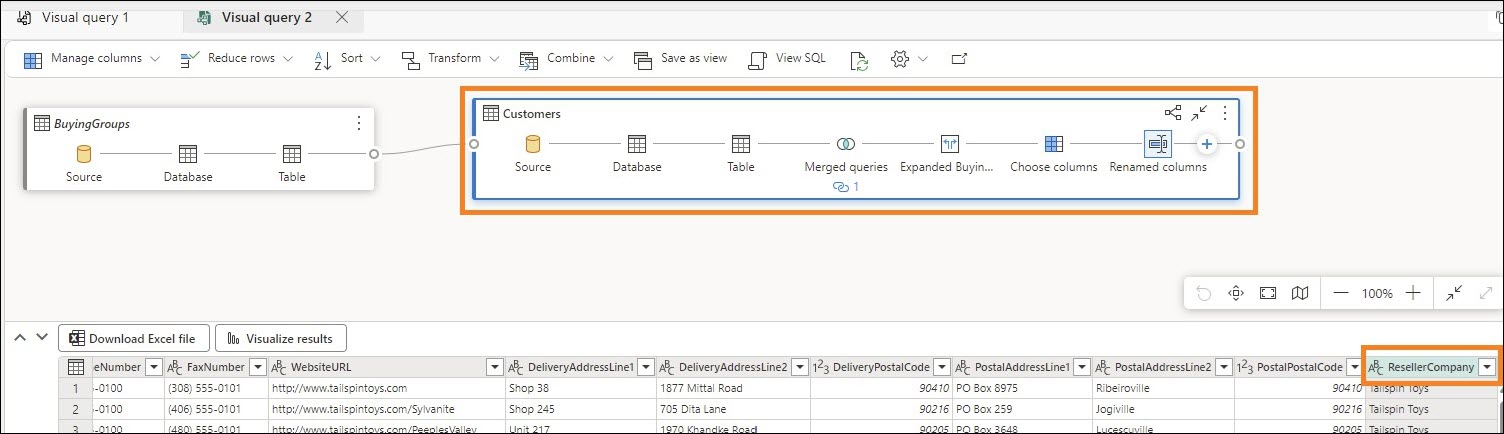 Visual query 1
Visual query 2
Manage columns
Reduce rows
Sort
Transform
Combine
Save as view
View SQL
BuyingGroups
Source
Database
Table
Customers
Source
Database
Table
Merged queries
1
Expanded Buyin...
Choose columns
Renamed columns
100%
Download Excel file
Visualize results
eNumber FaxNumber WebsiteURL DeliveryAddressLine1 DeliveryAddressLine2 DeliveryPostalCode PostalAddressLine1 PostalAddressLine2 PostalPostalCode ResellerCompany
1 -0100 (308) 555-0101 http://www.tailspintoys.com Shop 38 1877 Mittal Road 90410 PO Box 8975 Ribeiroville 90410 Tailspin Toys
2 -0100 (406) 555-0101 http://www.tailspintoys.com/Sylvanite Shop 245 705 Dita Lane 90216 PO Box 259 Jogiville 90216 Tailspin Toys
3 -0100 (480) 555-0101 http://www.tailspintoys.com/PeeplesValley Unit 217 1970 Khandke Road 90205 PO Box 3648 Lucescuville 90205 Tailspin Toys